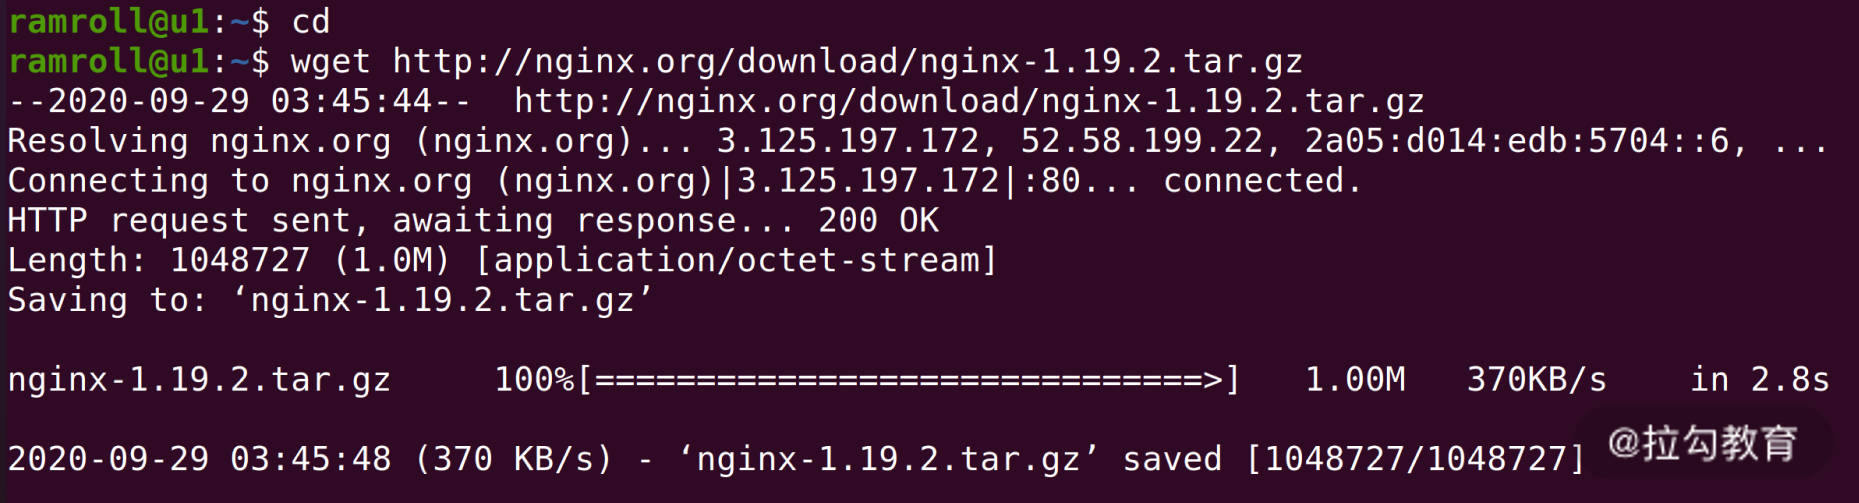 ramroll@u1:~$ cd
ramroll@u1:~$ wget http://nginx.org/download/nginx-1.19.2.tar.gz
--2020-09-29 03:45:44--  http://nginx.org/download/nginx-1.19.2.tar.gz
Resolving nginx.org (nginx.org)... 3.125.197.172, 52.58.199.22, 2a05:d014:edb:5704::6, ...
Connecting to nginx.org (nginx.org)|3.125.197.172|:80... connected.
HTTP request sent, awaiting response... 200 OK
Length: 1048727 (1.0M) [application/octet-stream]
Saving to: ‘nginx-1.19.2.tar.gz’
nginx-1.19.2.tar.gz     100%[==============================>]   1.00M   370KB/s    in 2.8s
2020-09-29 03:45:48 (370 KB/s) - ‘nginx-1.19.2.tar.gz’ saved [1048727/1048727]
@拉勾教育